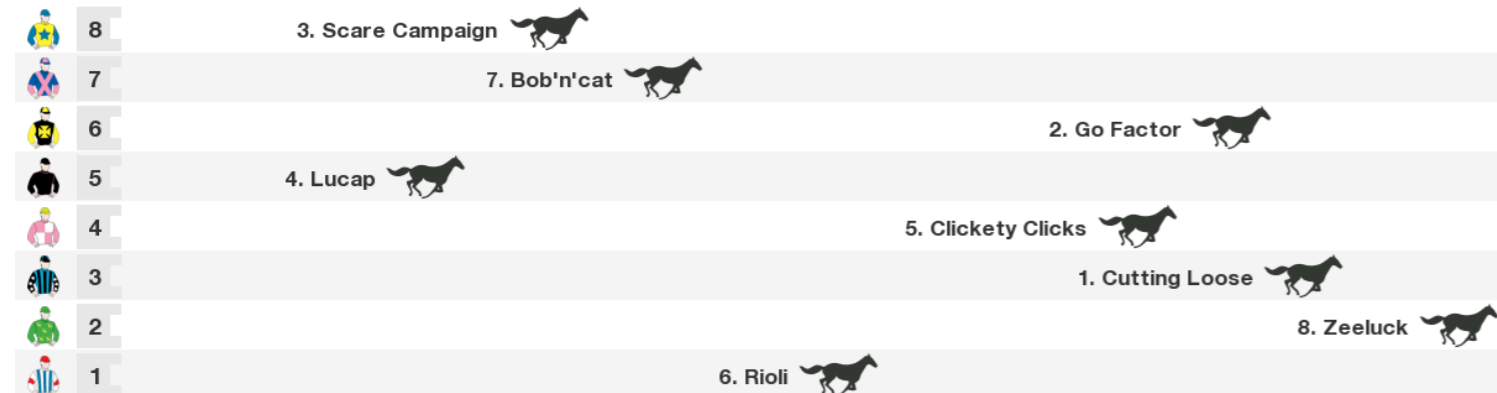 8 3. Scare Campaign
7 7. Bob'n'cat
6 2. Go Factor
5 4. Lucap
4 5. Clickety Clicks
3 1. Cutting Loose
2 8. Zeeluck
1 6. Rioli